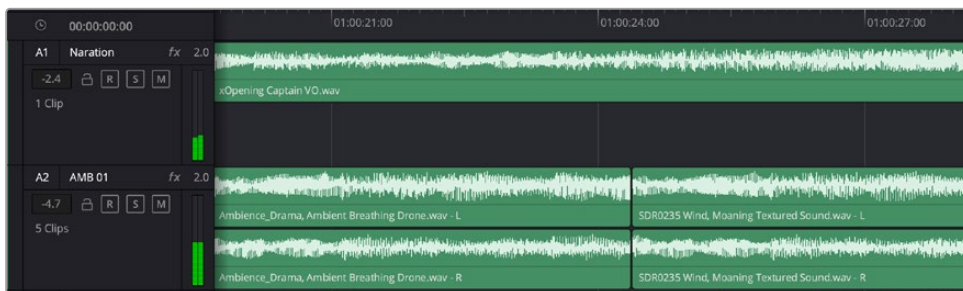 00:00:00:00
01:00:21:00 01:00:24:00 01:00:27:00
A1 Naration fx 2.0
-2.4 R S M
1 Clip
xOpening Captain VO.wav
A2 AMB 01 fx 2.0
-4.7 R S M
5 Clips
Ambience_Drama, Ambient Breathing Drone.wav - L
SDR0235 Wind, Moaning Textured Sound.wav - L
Ambience_Drama, Ambient Breathing Drone.wav - R
SDR0235 Wind, Moaning Textured Sound.wav - R